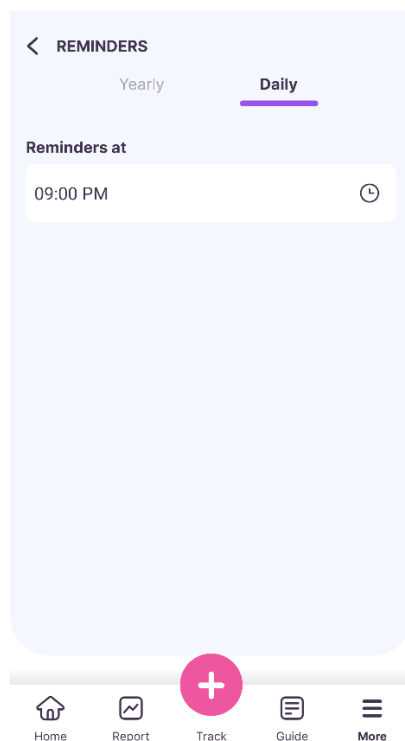 REMINDERS
Yearly Daily
Reminders at
09:00 PM
Home Report Track Guide More